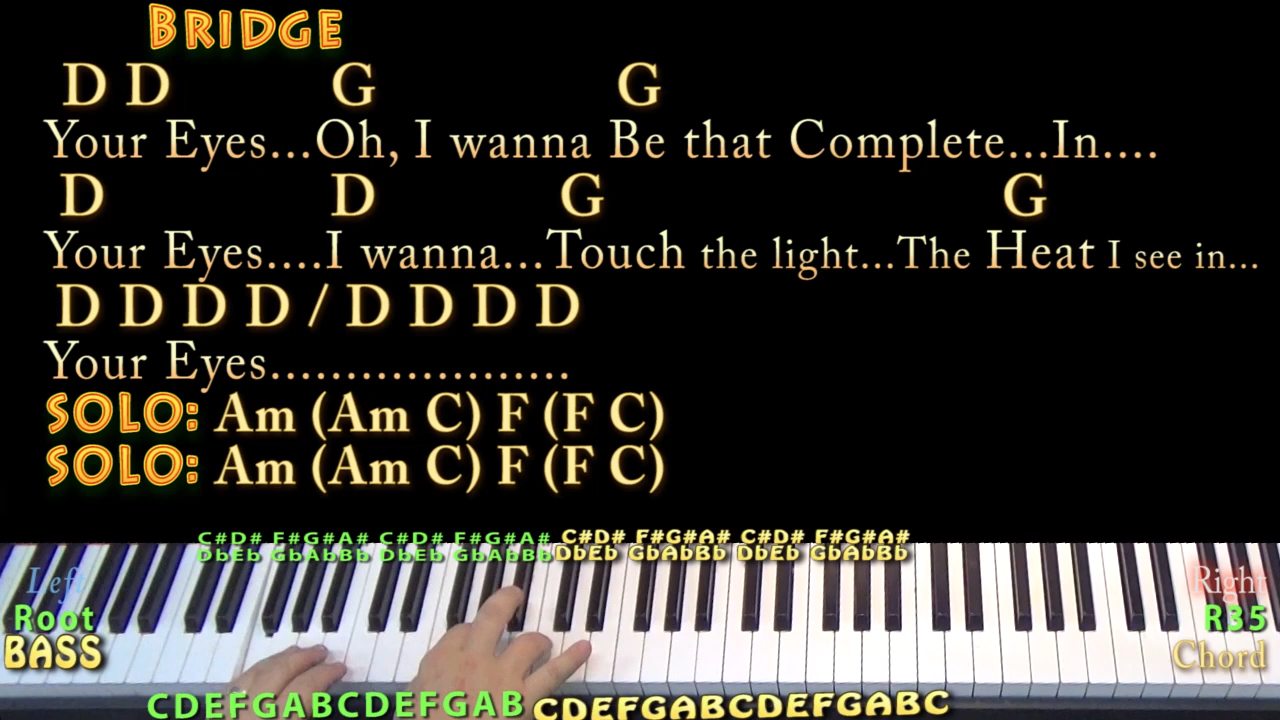 BRIDGE
D D G G
Your Eyes...Oh, I wanna Be that Complete...In....
D D G G
Your Eyes....I wanna...Touch the light...The Heat I see in...
D D D D / D D D D
Your Eyes....................
SOLO: Am (Am C) F (F C)
SOLO: Am (Am C) F (F C)
C#D# F#G#A# C#D# F#G#A# C#D# F#G#A# C#D# F#G#A#
DbEb GbAbBb DbEb GbAbBb DbEb GbAbBb DbEb GbAbBb
Left Right
Root R35
BASS Chord
CDEFGABCDEFGAB CDEFGABCDEFGABC